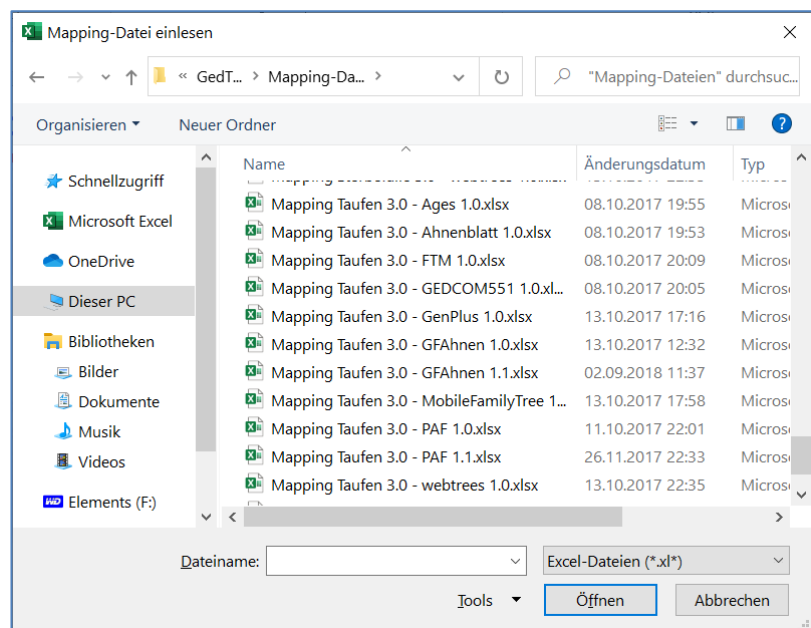 Mapping-Datei einlesen
« GedT... > Mapping-Da... >
"Mapping-Dateien" durchsuc...
Organisieren Neuer Ordner
Name Änderungsdatum Typ
Schnellzugriff
Microsoft Excel
OneDrive
Dieser PC
Bibliotheken
Bilder
Dokumente
Musik
Videos
WD Elements (F:)
Mapping Taufen 3.0 - Ages 1.0.xlsx 08.10.2017 19:55 Micros
Mapping Taufen 3.0 - Ahnenblatt 1.0.xlsx 08.10.2017 19:53 Micros
Mapping Taufen 3.0 - FTM 1.0.xlsx 08.10.2017 20:09 Micros
Mapping Taufen 3.0 - GEDCOM551 1.0.xl... 08.10.2017 20:05 Micros
Mapping Taufen 3.0 - GenPlus 1.0.xlsx 13.10.2017 17:16 Micros
Mapping Taufen 3.0 - GFAhnen 1.0.xlsx 13.10.2017 12:32 Micros
Mapping Taufen 3.0 - GFAhnen 1.1.xlsx 02.09.2018 11:37 Micros
Mapping Taufen 3.0 - MobileFamilyTree 1... 13.10.2017 17:58 Micros
Mapping Taufen 3.0 - PAF 1.0.xlsx 11.10.2017 22:01 Micros
Mapping Taufen 3.0 - PAF 1.1.xlsx 26.11.2017 22:33 Micros
Mapping Taufen 3.0 - webtrees 1.0.xlsx 13.10.2017 22:35 Micros
Dateiname: Excel-Dateien (*.xl*)
Tools Öffnen Abbrechen